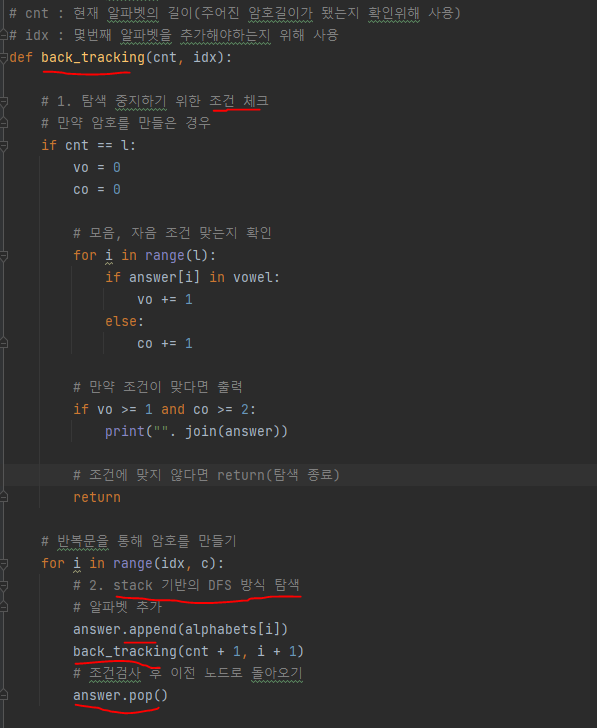 # cnt : 현재 알파벳의 길이(주어진 암호길이가 됐는지 확인위해 사용)
# idx : 몇번째 알파벳을 추가해야하는지 위해 사용
def back_tracking(cnt, idx):
# 1. 탐색 중지하기 위한 조건 체크
# 만약 암호를 만들은 경우
if cnt == l:
vo = 0
co = 0
# 모음, 자음 조건 맞는지 확인
for i in range(l):
if answer[i] in vowel:
vo += 1
else:
co += 1
# 만약 조건이 맞다면 출력
if vo >= 1 and co >= 2:
print("". join(answer))
# 조건에 맞지 않다면 return(탐색 종료)
return
# 반복문을 통해 암호를 만들기
for i in range(idx, c):
# 2. stack 기반의 DFS 방식 탐색
# 알파벳 추가
answer.append(alphabets[i])
back_tracking(cnt + 1, i + 1)
# 조건검사 후 이전 노드로 돌아오기
answer.pop()